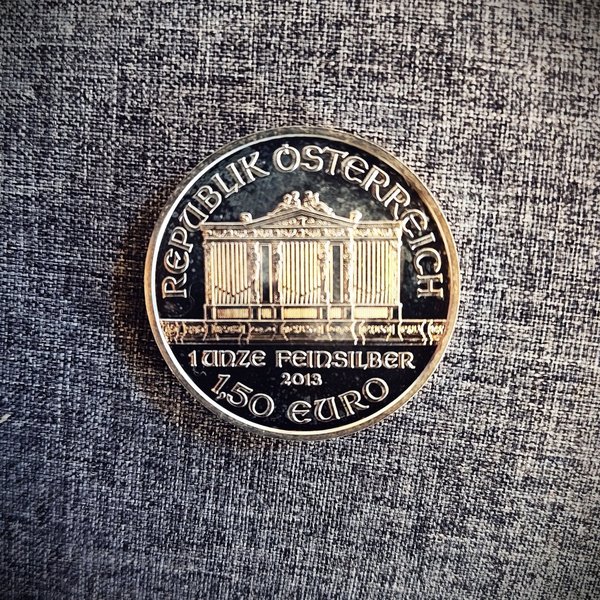 REPUBLIK ÖSTERREICH
1 UNZE FEINSILBER
2013
1,50 EURO